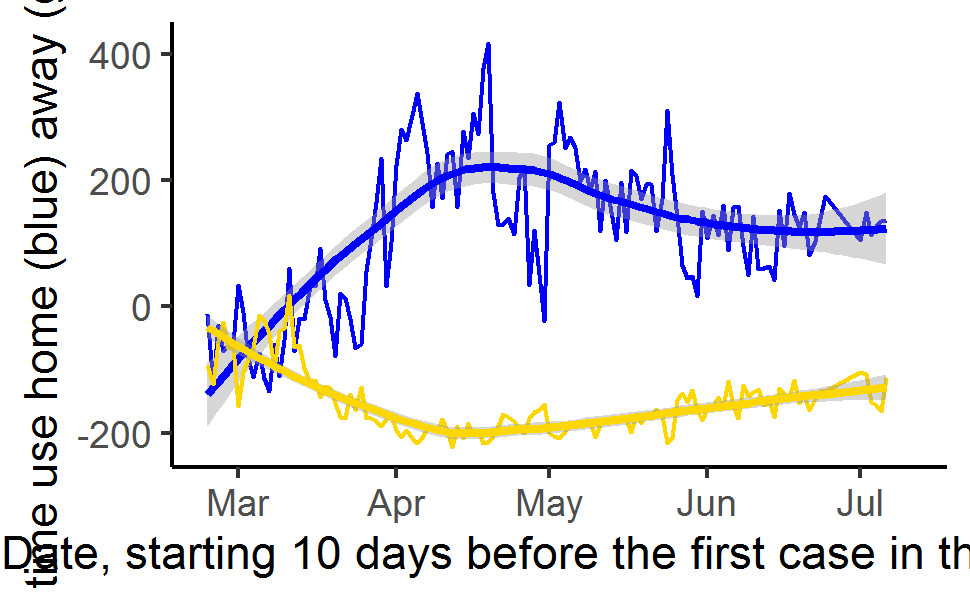 time use home (blue) away (g
400
200
0
-200
Mar Apr May Jun Jul
Date, starting 10 days before the first case in th